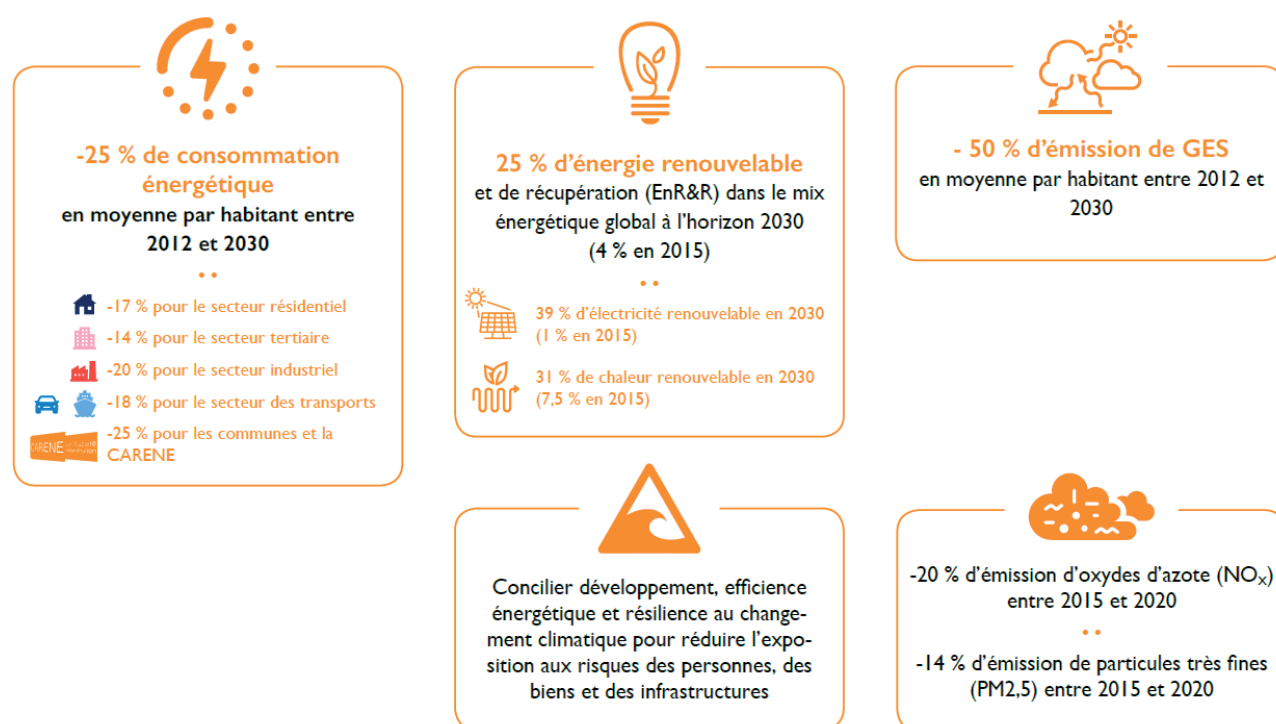 -25 % de consommation
énergétique
en moyenne par habitant entre
2012 et 2030
-17 % pour le secteur résidentiel
-14 % pour le secteur tertiaire
-20 % pour le secteur industriel
-18 % pour le secteur des transports
CARENE
-25 % pour les communes et la
CARENE
25 % d’énergie renouvelable
et de récupération (EnR&R) dans le mix
énergétique global à l’horizon 2030
(4 % en 2015)
39 % d’électricité renouvelable en 2030
(1 % en 2015)
31 % de chaleur renouvelable en 2030
(7,5 % en 2015)
- 50 % d’émission de GES
en moyenne par habitant entre 2012 et
2030
Concilier développement, efficience
énergétique et résilience au change-
ment climatique pour réduire l’expo-
sition aux risques des personnes, des
biens et des infrastructures
-20 % d’émission d’oxydes d’azote (NOₓ)
entre 2015 et 2020
-14 % d’émission de particules très fines
(PM2,5) entre 2015 et 2020